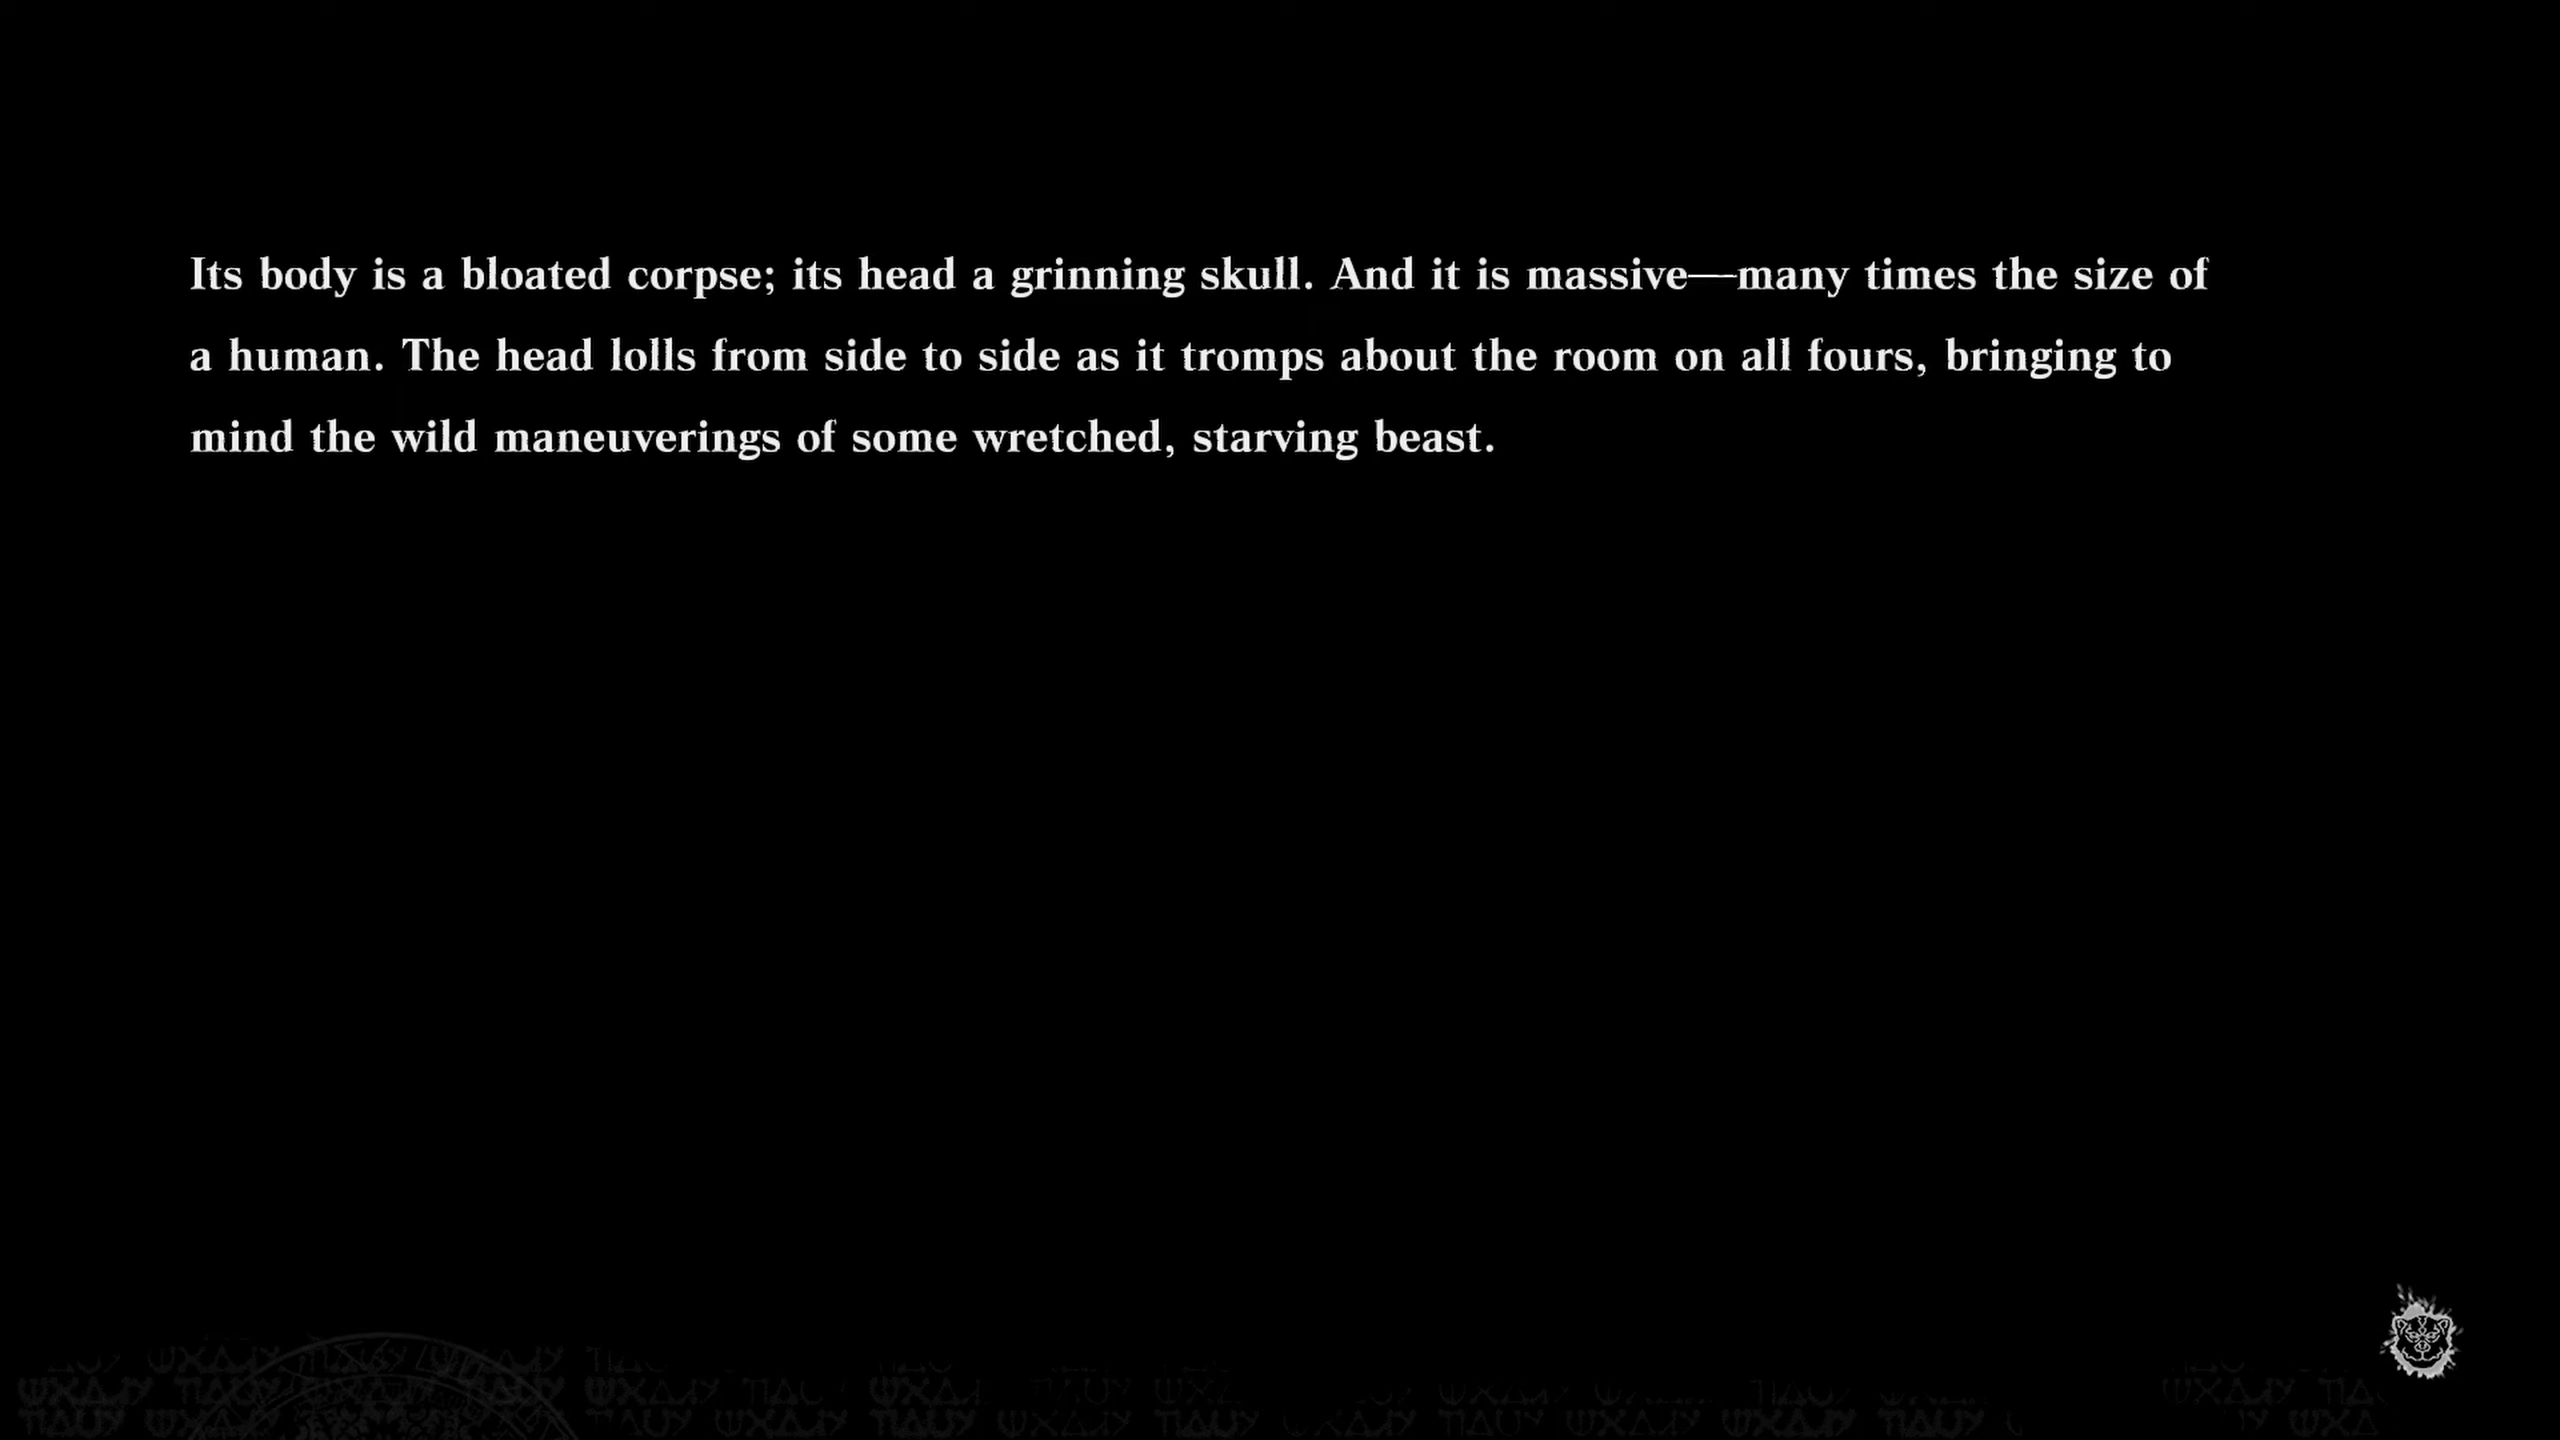 Its body is a bloated corpse; its head a grinning skull. And it is massive—many times the size of
a human. The head lolls from side to side as it tromps about the room on all fours, bringing to
mind the wild maneuverings of some wretched, starving beast.